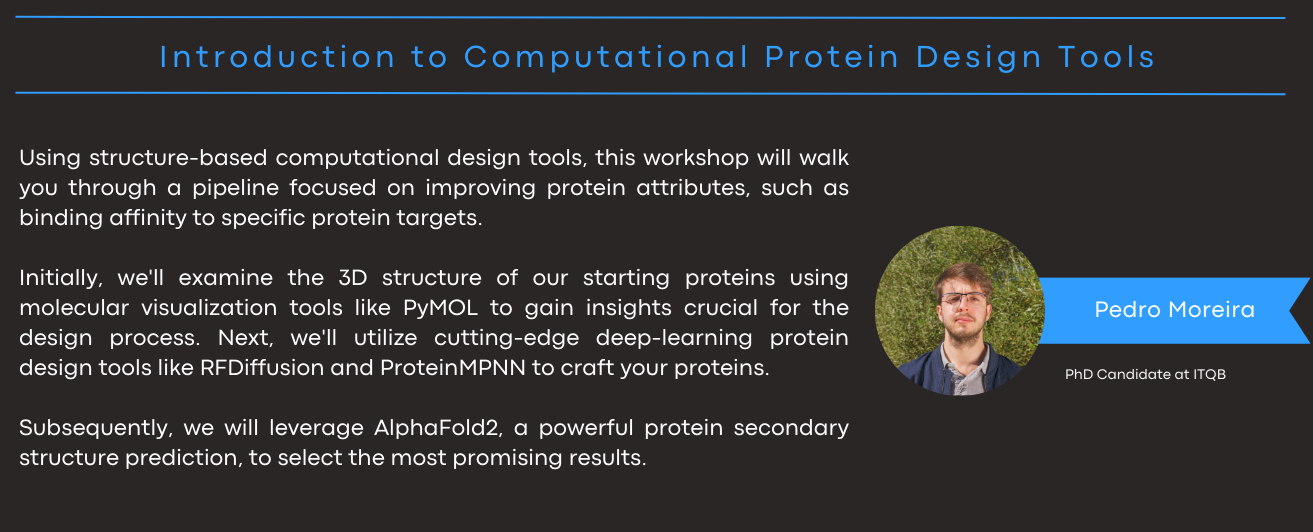 Introduction to Computational Protein Design Tools
Using structure-based computational design tools, this workshop will walk
you through a pipeline focused on improving protein attributes, such as
binding affinity to specific protein targets.
Initially, we'll examine the 3D structure of our starting proteins using
molecular visualization tools like PyMOL to gain insights crucial for the
design process. Next, we'll utilize cutting-edge deep-learning protein
design tools like RFDiffusion and ProteinMPNN to craft your proteins.
Subsequently, we will leverage AlphaFold2, a powerful protein secondary
structure prediction, to select the most promising results.
Pedro Moreira
PhD Candidate at ITQB